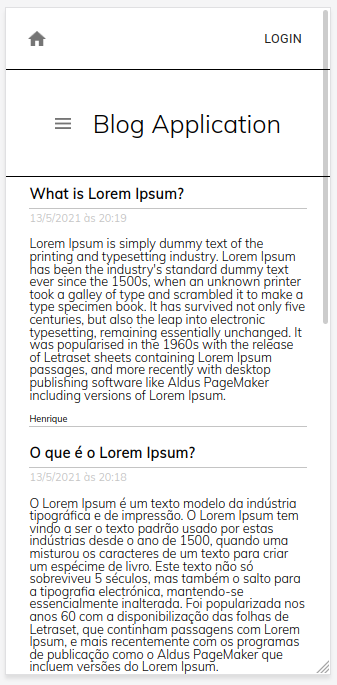 LOGIN
Blog Application
What is Lorem Ipsum?
13/5/2021 às 20:19
Lorem Ipsum is simply dummy text of the
printing and typesetting industry. Lorem Ipsum
has been the industry's standard dummy text
ever since the 1500s, when an unknown printer
took a galley of type and scrambled it to make a
type specimen book. It has survived not only five
centuries, but also the leap into electronic
typesetting, remaining essentially unchanged. It
was popularised in the 1960s with the release
of Letraset sheets containing Lorem Ipsum
passages, and more recently with desktop
publishing software like Aldus PageMaker
including versions of Lorem Ipsum.
Henrique
O que é o Lorem Ipsum?
13/5/2021 às 20:18
O Lorem Ipsum é um texto modelo da indústria
tipográfica e de impressão. O Lorem Ipsum tem
vindo a ser o texto padrão usado por estas
indústrias desde o ano de 1500, quando uma
misturou os caracteres de um texto para criar
um espécime de livro. Este texto não só
sobreviveu 5 séculos, mas também o salto para
a tipografia electrónica, mantendo-se
essencialmente inalterada. Foi popularizada nos
anos 60 com a disponibilização das folhas de
Letraset, que continham passagens com Lorem
Ipsum, e mais recentemente com os programas
de publicação como o Aldus PageMaker que
incluem versões do Lorem Ipsum.